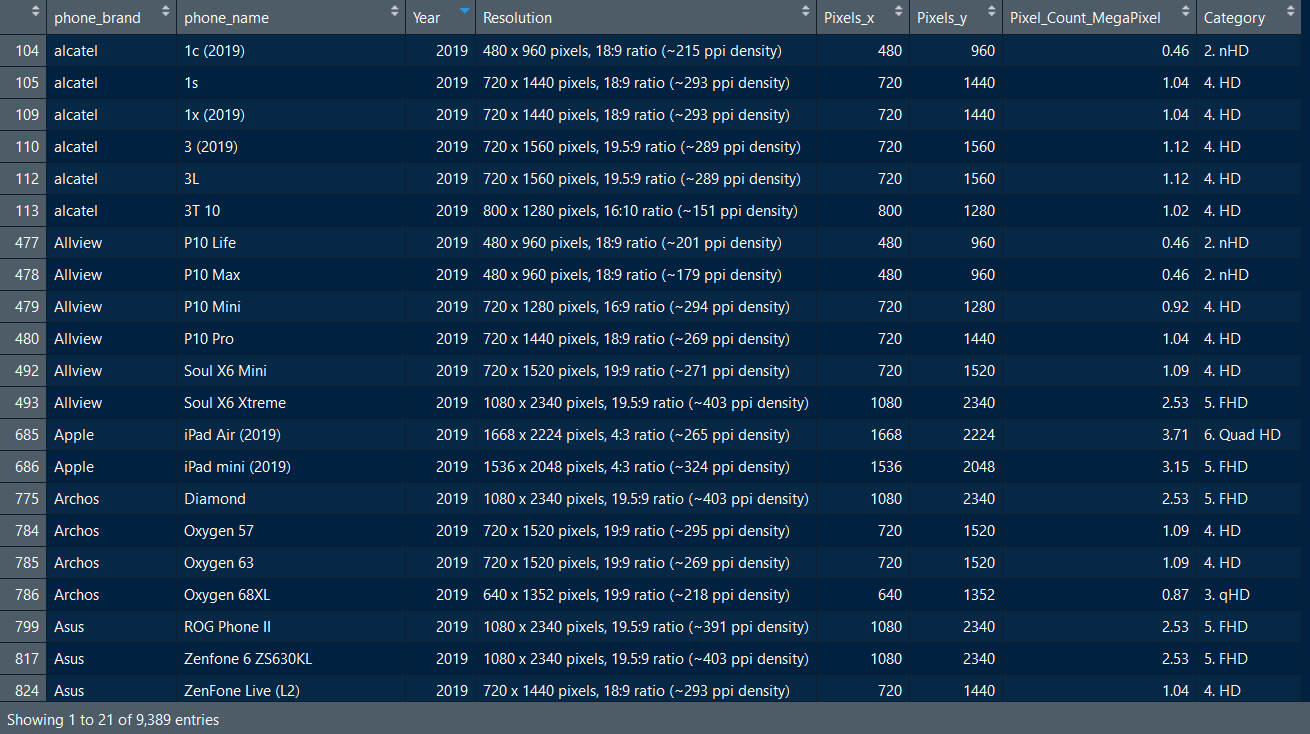 phone_brand phone_name Year Resolution Pixels_x Pixels_y Pixel_Count_MegaPixel Category
104 alcatel 1c (2019) 2019 480 x 960 pixels, 18:9 ratio (~215 ppi density) 480 960 0.46 2. nHD
105 alcatel 1s 2019 720 x 1440 pixels, 18:9 ratio (~293 ppi density) 720 1440 1.04 4. HD
109 alcatel 1x (2019) 2019 720 x 1440 pixels, 18:9 ratio (~293 ppi density) 720 1440 1.04 4. HD
110 alcatel 3 (2019) 2019 720 x 1560 pixels, 19.5:9 ratio (~289 ppi density) 720 1560 1.12 4. HD
112 alcatel 3L 2019 720 x 1560 pixels, 19.5:9 ratio (~289 ppi density) 720 1560 1.12 4. HD
113 alcatel 3T 10 2019 800 x 1280 pixels, 16:10 ratio (~151 ppi density) 800 1280 1.02 4. HD
477 Allview P10 Life 2019 480 x 960 pixels, 18:9 ratio (~201 ppi density) 480 960 0.46 2. nHD
478 Allview P10 Max 2019 480 x 960 pixels, 18:9 ratio (~179 ppi density) 480 960 0.46 2. nHD
479 Allview P10 Mini 2019 720 x 1280 pixels, 16:9 ratio (~294 ppi density) 720 1280 0.92 4. HD
480 Allview P10 Pro 2019 720 x 1440 pixels, 18:9 ratio (~269 ppi density) 720 1440 1.04 4. HD
492 Allview Soul X6 Mini 2019 720 x 1520 pixels, 19:9 ratio (~271 ppi density) 720 1520 1.09 4. HD
493 Allview Soul X6 Xtreme 2019 1080 x 2340 pixels, 19.5:9 ratio (~403 ppi density) 1080 2340 2.53 5. FHD
685 Apple iPad Air (2019) 2019 1668 x 2224 pixels, 4:3 ratio (~265 ppi density) 1668 2224 3.71 6. Quad HD
686 Apple iPad mini (2019) 2019 1536 x 2048 pixels, 4:3 ratio (~324 ppi density) 1536 2048 3.15 5. FHD
775 Archos Diamond 2019 1080 x 2340 pixels, 19.5:9 ratio (~403 ppi density) 1080 2340 2.53 5. FHD
784 Archos Oxygen 57 2019 720 x 1520 pixels, 19:9 ratio (~295 ppi density) 720 1520 1.09 4. HD
785 Archos Oxygen 63 2019 720 x 1520 pixels, 19:9 ratio (~269 ppi density) 720 1520 1.09 4. HD
786 Archos Oxygen 68XL 2019 640 x 1352 pixels, 19:9 ratio (~218 ppi density) 640 1352 0.87 3. qHD
799 Asus ROG Phone II 2019 1080 x 2340 pixels, 19.5:9 ratio (~391 ppi density) 1080 2340 2.53 5. FHD
817 Asus Zenfone 6 ZS630KL 2019 1080 x 2340 pixels, 19.5:9 ratio (~403 ppi density) 1080 2340 2.53 5. FHD
824 Asus ZenFone Live (L2) 2019 720 x 1440 pixels, 18:9 ratio (~293 ppi density) 720 1440 1.04 4. HD
Showing 1 to 21 of 9,389 entries